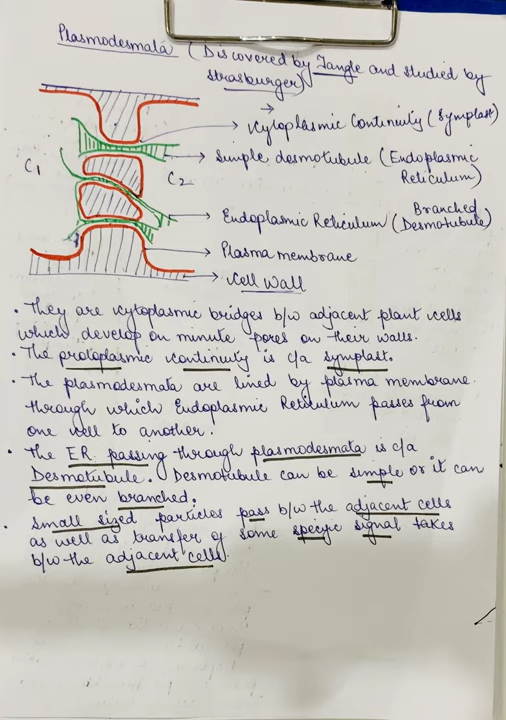 Plasmodesmata (Discovered by Tangle and studied by
strasburger)
→ Cytoplasmic Continuity (Symplast)
→ Simple desmotubule (Endoplasmic
Reticulum)
C1
C2
→ Endoplasmic Reticulum (Branched
Desmotubule)
→ Plasma membrane
→ Cell Wall
• They are cytoplasmic bridges b/w adjacent plant cells
which develop on minute pores on their walls.
• The protoplasmic continuity is c/a symplast.
• The plasmodesmata are lined by plasma membrane
through which Endoplasmic Reticulum passes from
one cell to another.
• The E.R. passing through plasmodesmata is c/a
Desmotubule. Desmotubule can be simple or it can
be even branched.
• Small sized particles pass b/w the adjacent cells
as well as transfer of some specific signal takes
b/w the adjacent cells.